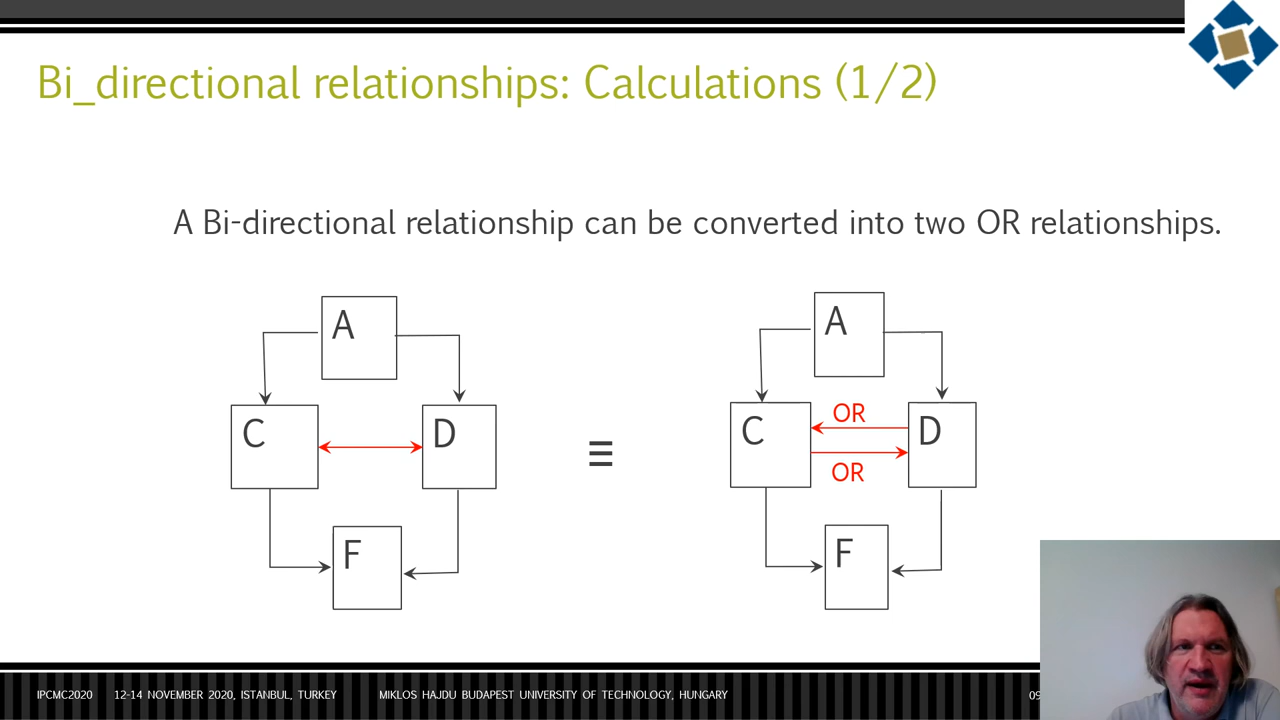 Bi_directional relationships: Calculations (1/2)
A Bi-directional relationship can be converted into two OR relationships.
A
C
D
F
≡
A
OR
C
D
OR
F
IPCMC2020 12-14 NOVEMBER 2020, ISTANBUL, TURKEY MIKLOS HAJDU BUDAPEST UNIVERSITY OF TECHNOLOGY, HUNGARY 09